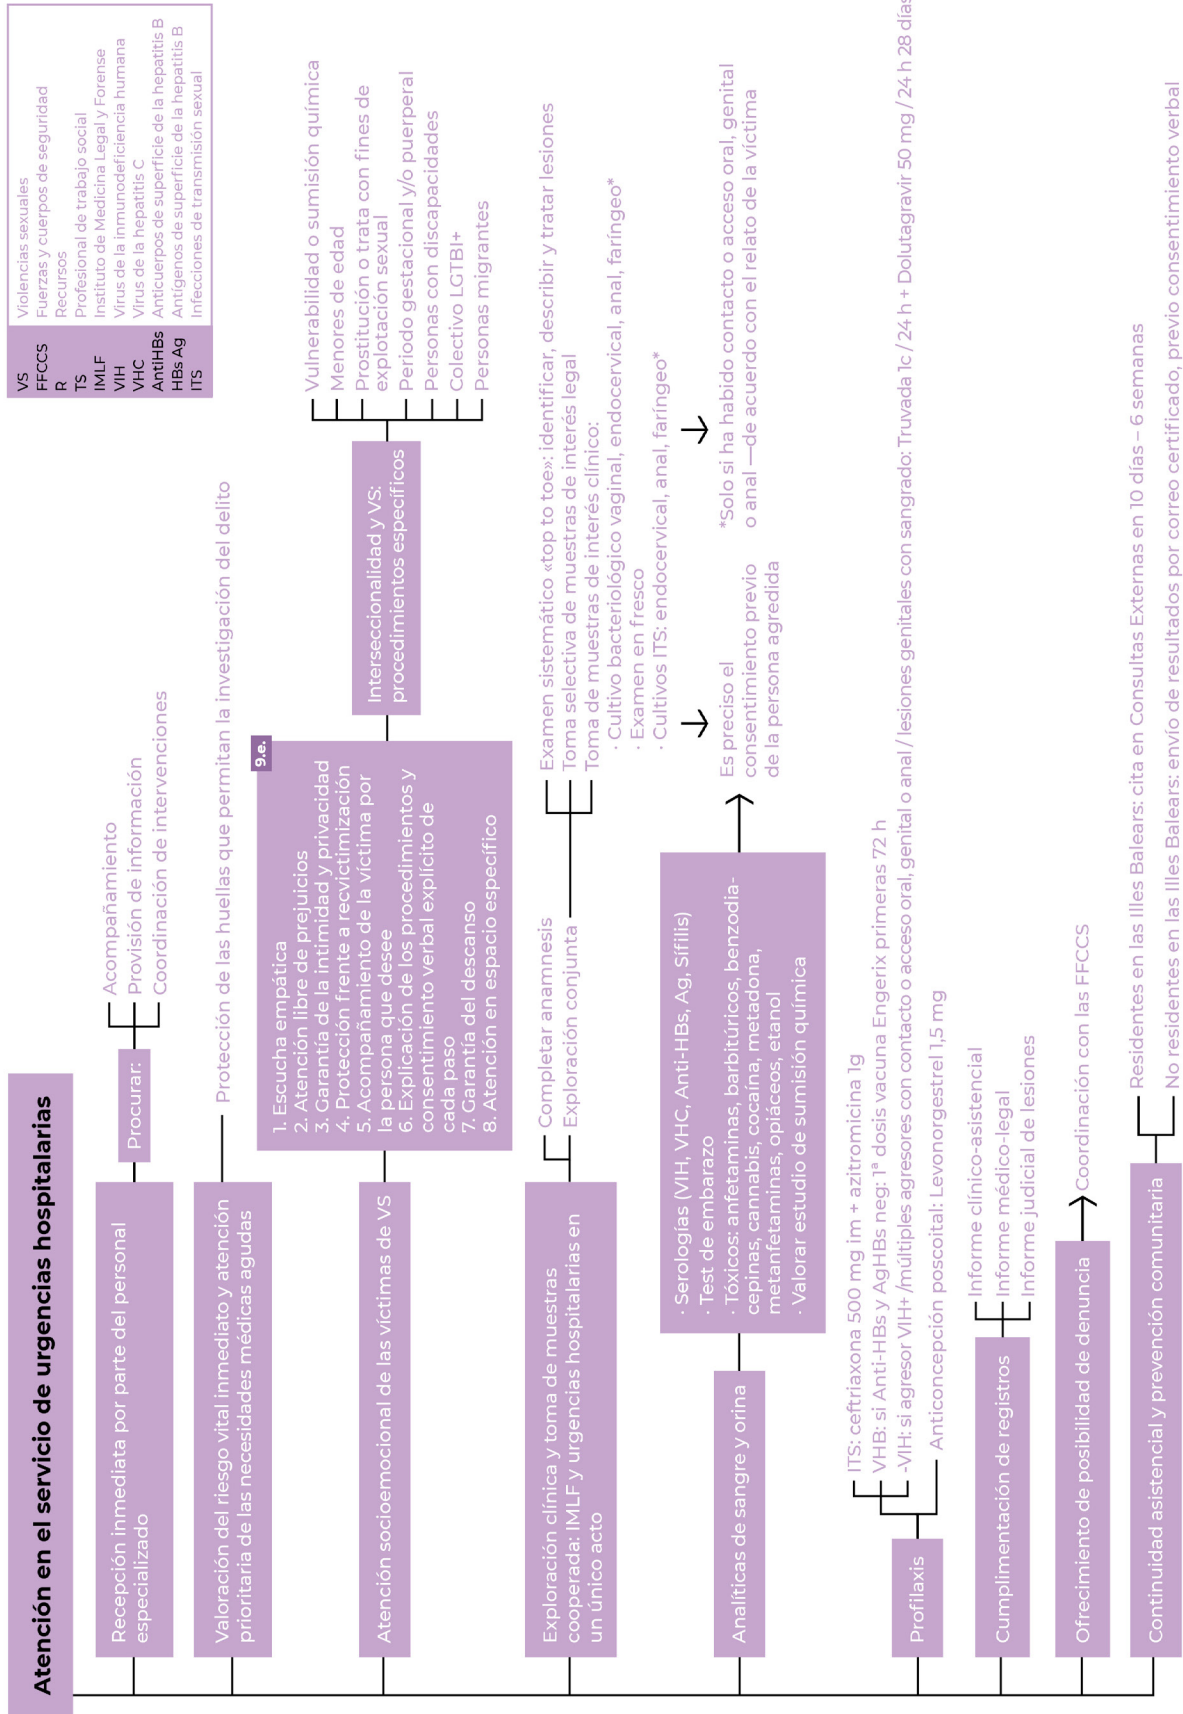 Atención en el servicio de urgencias hospitalarias
VS Violencias sexuales
FFCCS Fuerzas y cuerpos de seguridad
R Recursos
TS Profesional de trabajo social
IMLF Instituto de Medicina Legal y Forense
VIH Virus de la inmunodeficiencia humana
VHC Virus de la hepatitis C
AntiHBs Anticuerpos de superficie de la hepatitis B
HBs Ag Antígenos de superficie de la hepatitis B
ITS Infecciones de transmisión sexual
Recepción inmediata por parte del personal
especializado
Procurar:
Acompañamiento
Provisión de información
Coordinación de intervenciones
Valoración del riesgo vital inmediato y atención
prioritaria de las necesidades médicas agudas
Protección de las huellas que permitan la investigación del delito
Atención socioemocional de las víctimas de VS
9.e.
1. Escucha empática
2. Atención libre de prejuicios
3. Garantía de la intimidad y privacidad
4. Protección frente a recvictimización
5. Acompañamiento de la víctima por
la persona que desee
6. Explicación de los procedimientos y
consentimiento verbal explícito de
cada paso
7. Garantía del descanso
8. Atención en espacio específico
Interseccionalidad y VS:
procedimientos específicos
Vulnerabilidad o sumisión química
Menores de edad
Prostitución o trata con fines de
explotación sexual
Periodo gestacional y/o puerperal
Personas con discapacidades
Colectivo LGTBI+
Personas migrantes
Exploración clínica y toma de muestras
cooperada: IMLF y urgencias hospitalarias en
un único acto
Completar anamnesis
Exploración conjunta
Examen sistemático «top to toe»: identificar, describir y tratar lesiones
Toma selectiva de muestras de interés legal
Toma de muestras de interés clínico:
· Cultivo bacteriológico vaginal, endocervical, anal, faríngeo*
· Examen en fresco
· Cultivos ITS: endocervical, anal, faríngeo*
Analíticas de sangre y orina
· Serologías (VIH, VHC, Anti-HBs, Ag, Sífilis)
· Test de embarazo
· Tóxicos: anfetaminas, barbitúricos, benzodia-
cepinas, cannabis, cocaína, metadona,
metanfetaminas, opiáceos, etanol
· Valorar estudio de sumisión química
Es preciso el
consentimiento previo
de la persona agredida
*Solo si ha habido contacto o acceso oral, genital
o anal —de acuerdo con el relato de la víctima
Profilaxis
ITS: ceftriaxona 500 mg im + azitromicina 1g
VHB: si Anti-HBs y AgHBs neg: 1ª dosis vacuna Engerix primeras 72 h
-VIH: si agresor VIH+ /múltiples agresores con contacto o acceso oral, genital o anal / lesiones genitales con sangrado: Truvada 1c / 24 h + Dolutagravir 50 mg / 24 h 28 días
Anticoncepción poscoital: Levonorgestrel 1,5 mg
Cumplimentación de registros
Informe clínico-asistencial
Informe médico-legal
Informe judicial de lesiones
Ofrecimiento de posibilidad de denuncia
Coordinación con las FFCCS
Continuidad asistencial y prevención comunitaria
Residentes en las Illes Balears: cita en Consultas Externas en 10 días – 6 semanas
No residentes en las Illes Balears: envío de resultados por correo certificado, previo consentimiento verbal